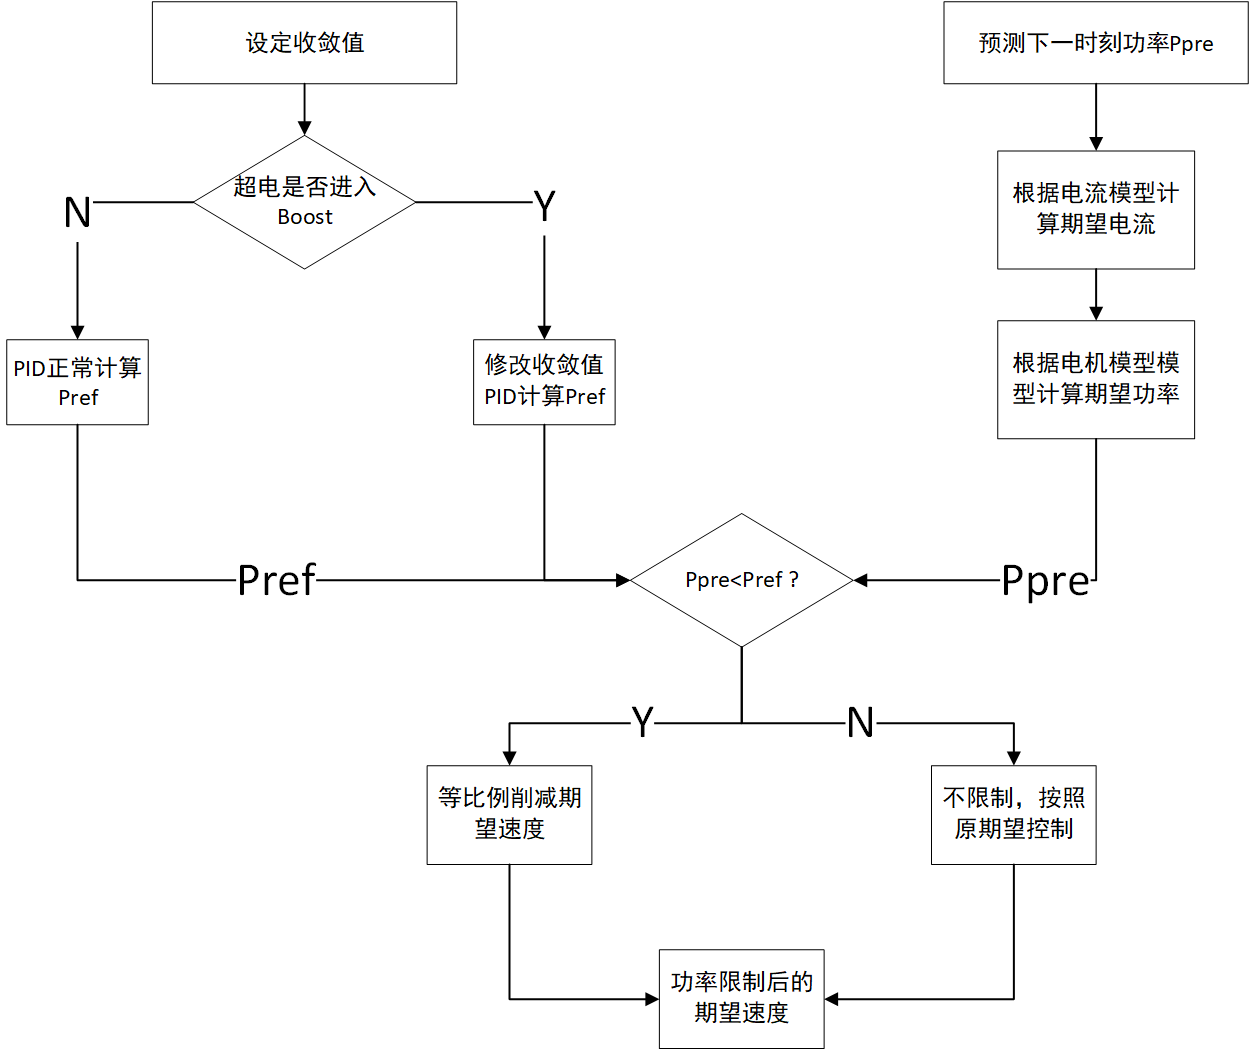 设定收敛值
预测下一时刻功率Ppre
超电是否进入
Boost
N
Y
根据电流模型计
算期望电流
PID正常计算
Pref
修改收敛值
PID计算Pref
根据电机模型模
型计算期望功率
Pref
Ppre<Pref？
Ppre
Y
N
等比例削减期
望速度
不限制，按照
原期望控制
功率限制后的
期望速度